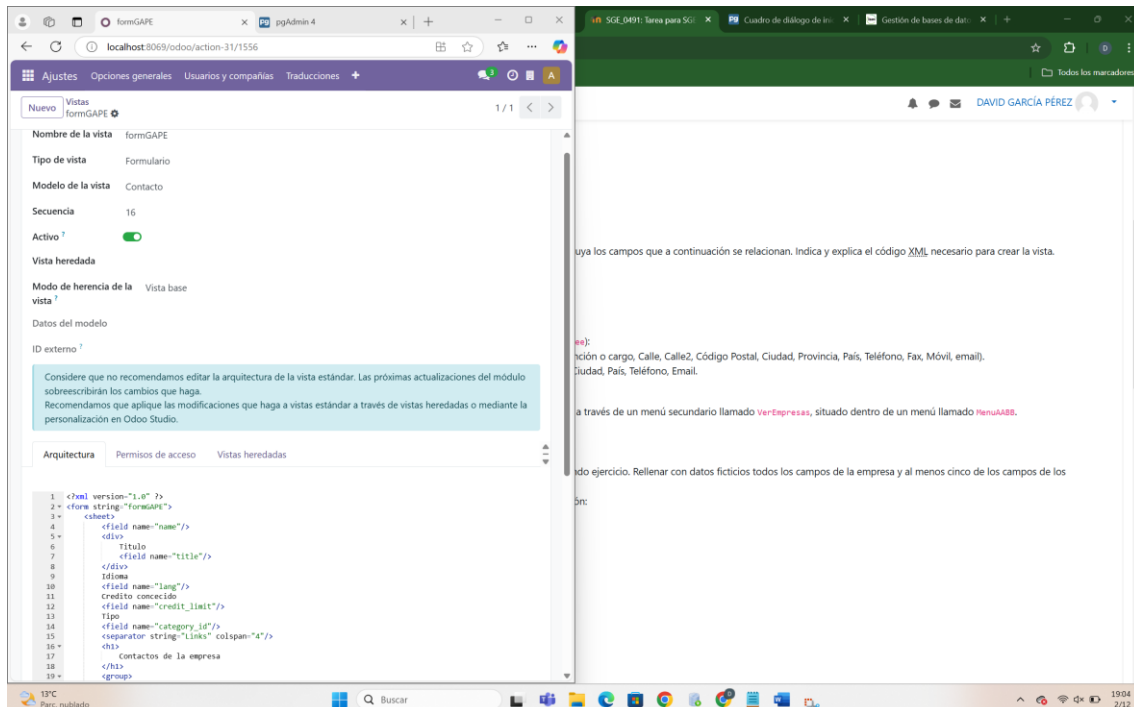 formGAPE
pgAdmin 4
localhost:8069/odoo/action-31/1556
Ajustes Opciones generales Usuarios y compañías Traducciones
3
A
Nuevo
Vistas
formGAPE
1 / 1
Nombre de la vista formGAPE
Tipo de vista Formulario
Modelo de la vista Contacto
Secuencia 16
Activo ?
Vista heredada
Modo de herencia de la vista ? Vista base
Datos del modelo
ID externo ?
Considere que no recomendamos editar la arquitectura de la vista estándar. Las próximas actualizaciones del módulo
sobreescribirán los cambios que haga.
Recomendamos que aplique las modificaciones que haga a vistas estándar a través de vistas heredadas o mediante la
personalización en Odoo Studio.
Arquitectura Permisos de acceso Vistas heredadas
1 <?xml version="1.0" ?>
2 <form string="formGAPE">
3 <sheet>
4 <field name="name"/>
5 <div>
6 Titulo
7 <field name="title"/>
8 </div>
9 Idioma
10 <field name="lang"/>
11 Credito concecido
12 <field name="credit_limit"/>
13 Tipo
14 <field name="category_id"/>
15 <separator string="Links" colspan="4"/>
16 <h1>
17 Contactos de la empresa
18 </h1>
19 <group>
SGE_0491: Tarea para SGE
Cuadro de diálogo de ini
Gestión de bases de dato
D
Todos los marcadores
DAVID GARCÍA PÉREZ
uya los campos que a continuación se relacionan. Indica y explica el código XML necesario para crear la vista.
ee):
nción o cargo, Calle, Calle2, Código Postal, Ciudad, Provincia, País, Teléfono, Fax, Móvil, email).
Ciudad, País, Teléfono, Email.
a través de un menú secundario llamado VerEmpresas, situado dentro de un menú llamado MenuAABB.
ndo ejercicio. Rellenar con datos ficticios todos los campos de la empresa y al menos cinco de los campos de los
ón:
13°C
Parc. nublado
Buscar
19:04
2/12